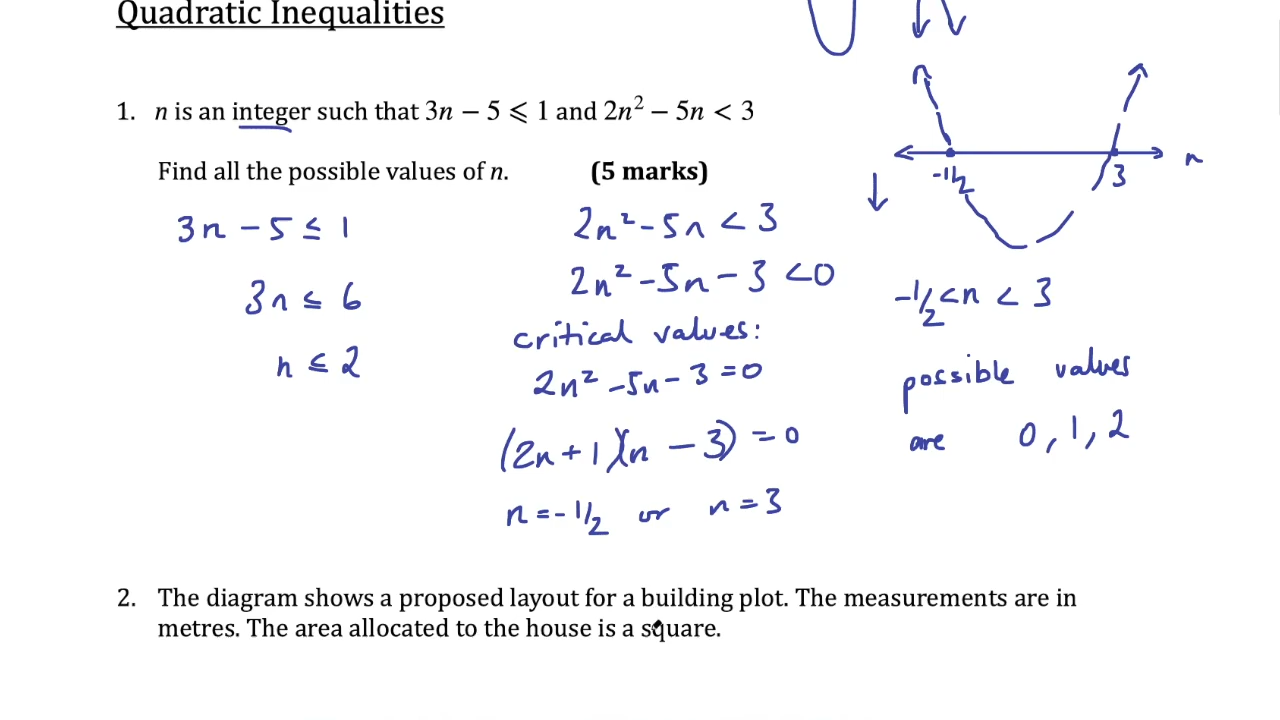 Quadratic Inequalities
1. n is an integer such that 3n − 5 ⩽ 1 and 2n² − 5n < 3
Find all the possible values of n. (5 marks)
3n − 5 ≤ 1
3n ≤ 6
n ≤ 2
2n² − 5n < 3
2n² − 5n − 3 < 0
critical values:
2n² − 5n − 3 = 0
(2n + 1)(n − 3) = 0
n = −1/2 or n = 3
−1/2 3 n
−1/2 < n < 3
possible values
are 0, 1, 2
2. The diagram shows a proposed layout for a building plot. The measurements are in
metres. The area allocated to the house is a square.